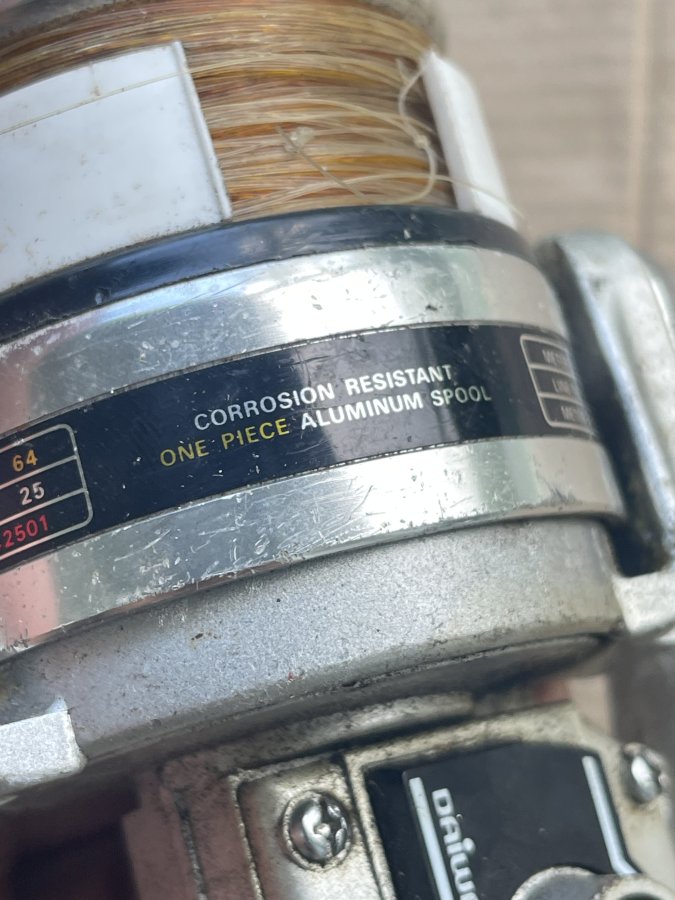 CORROSION RESISTANT
ONE PIECE ALUMINUM SPOOL
64
25
2501
DAIWA